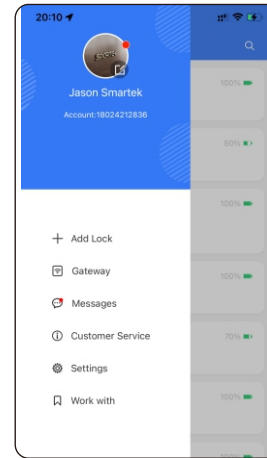 20:10
Jason Smartek
Account:18024212836
100%
80%
100%
Add Lock
Gateway
100%
Messages
Customer Service
70%
Settings
Work with
100%